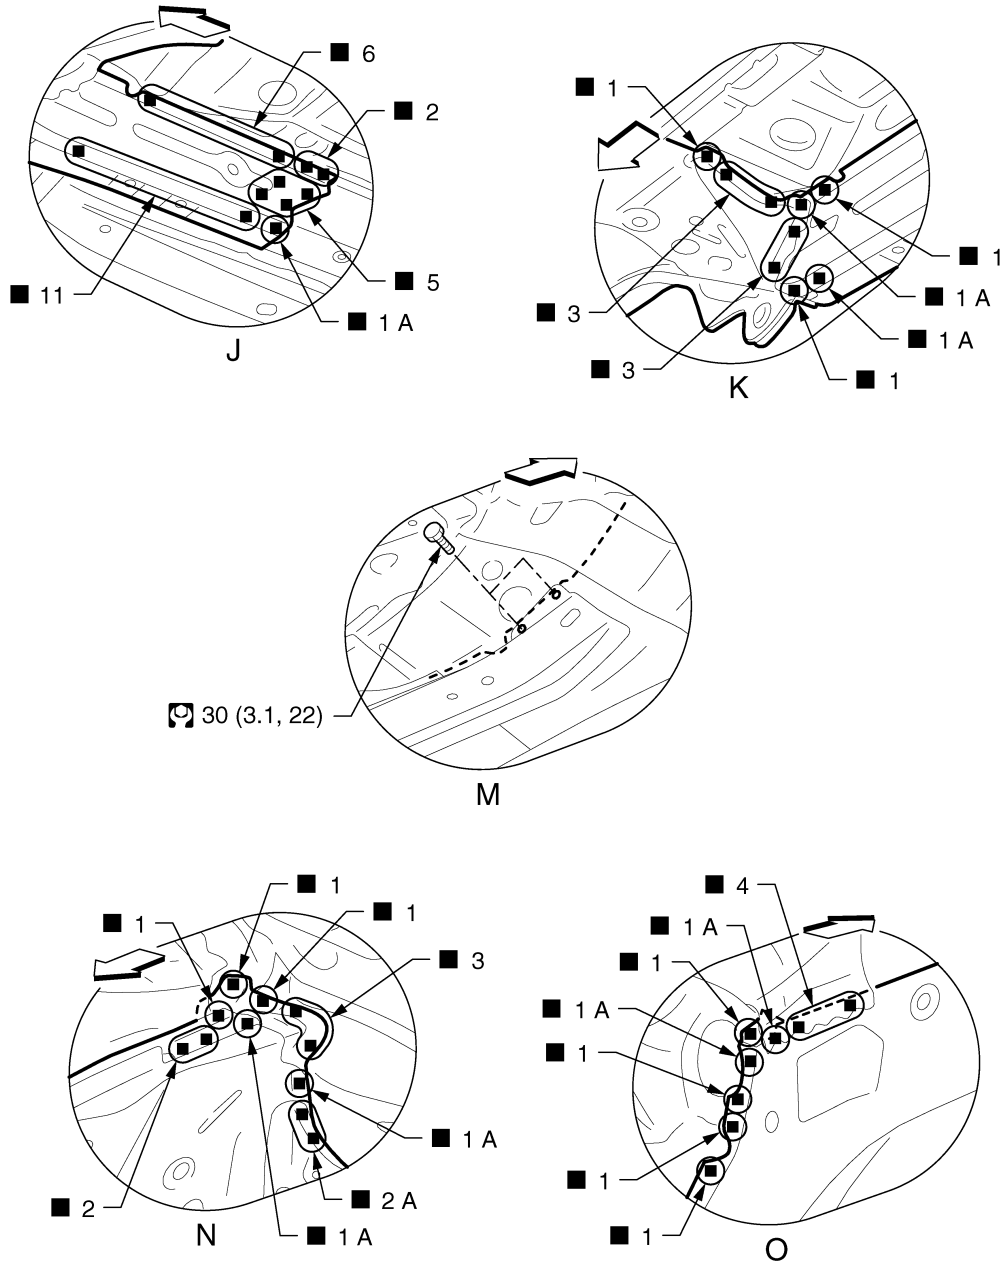 ■ 6
■ 2
■ 11
■ 5
■ 1 A
J
■ 1
■ 1
■ 1 A
■ 3
■ 1 A
■ 3
■ 1
K
30 (3.1, 22)
M
■ 1
■ 1
■ 1
■ 3
■ 1 A
■ 2 A
■ 2
■ 1 A
N
■ 4
■ 1 A
■ 1
■ 1 A
■ 1
■ 1
■ 1
O